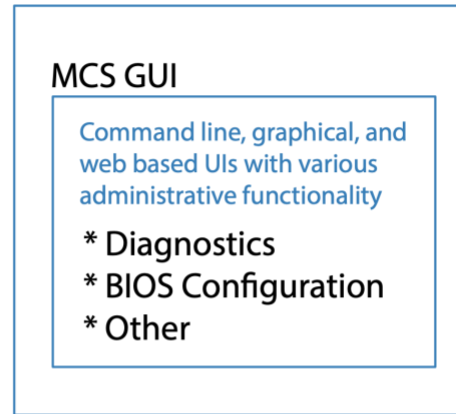 MCS GUI
Command line, graphical, and
web based UIs with various
administrative functionality
* Diagnostics
* BIOS Configuration
* Other